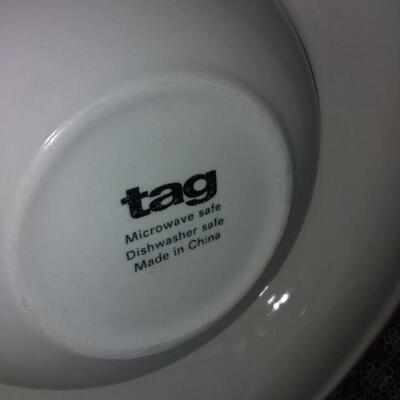 tag
Microwave safe
Dishwasher safe
Made in China